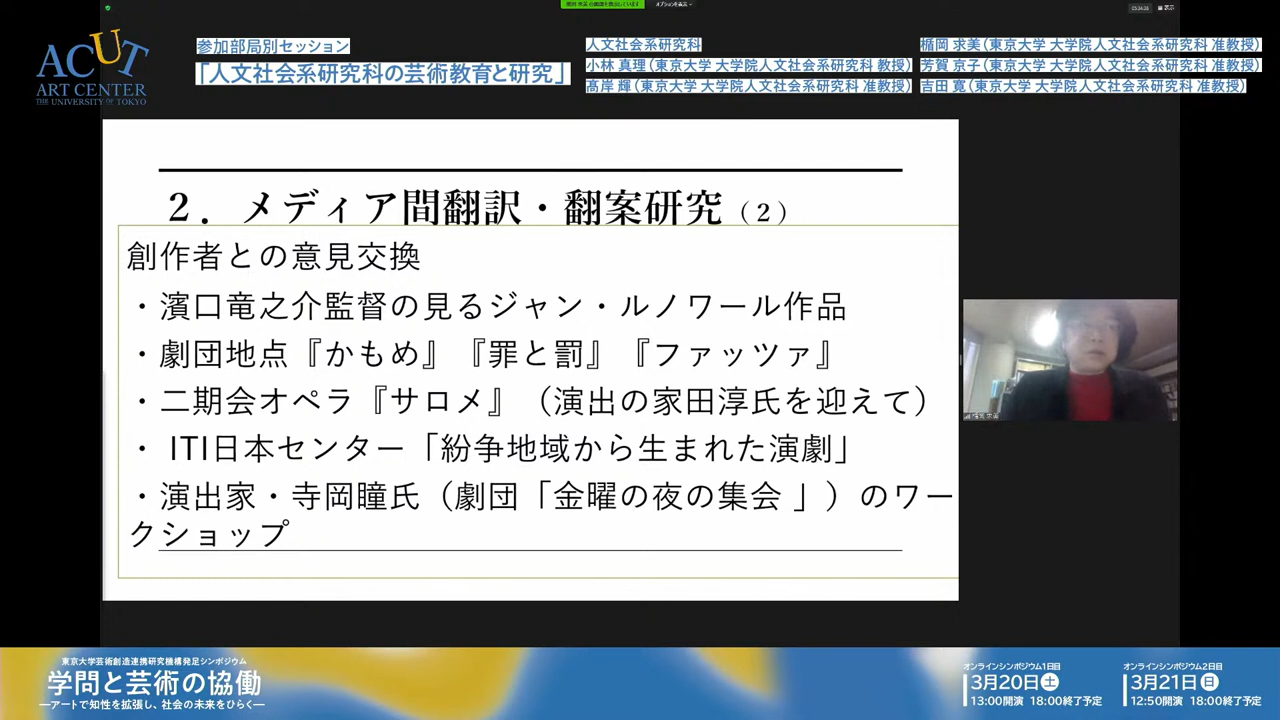 ACUT
ART CENTER
THE UNIVERSITY OF TOKYO
参加部局別セッション
「人文社会系研究科の芸術教育と研究」
人文社会系研究科
小林 真理（東京大学 大学院人文社会系研究科 教授）
髙岸 輝（東京大学 大学院人文社会系研究科 准教授）
楯岡 求美（東京大学 大学院人文社会系研究科 准教授）
芳賀 京子（東京大学 大学院人文社会系研究科 准教授）
吉田 寛（東京大学 大学院人文社会系研究科 准教授）
２．メディア間翻訳・翻案研究（２）
創作者との意見交換
・濱口竜之介監督の見るジャン・ルノワール作品
・劇団地点『かもめ』『罪と罰』『ファッツァ』
・二期会オペラ『サロメ』（演出の家田淳氏を迎えて）
・ ITI日本センター「紛争地域から生まれた演劇」
・演出家・寺岡瞳氏（劇団「金曜の夜の集会 」）のワー
クショップ
楯岡 求美
東京大学芸術創造連携研究機構発足シンポジウム
学問と芸術の協働
―アートで知性を拡張し、社会の未来をひらく―
オンラインシンポジウム1日目
3月20日 土
13:00開演 18:00終了予定
オンラインシンポジウム2日目
3月21日 日
12:50開演 18:00終了予定